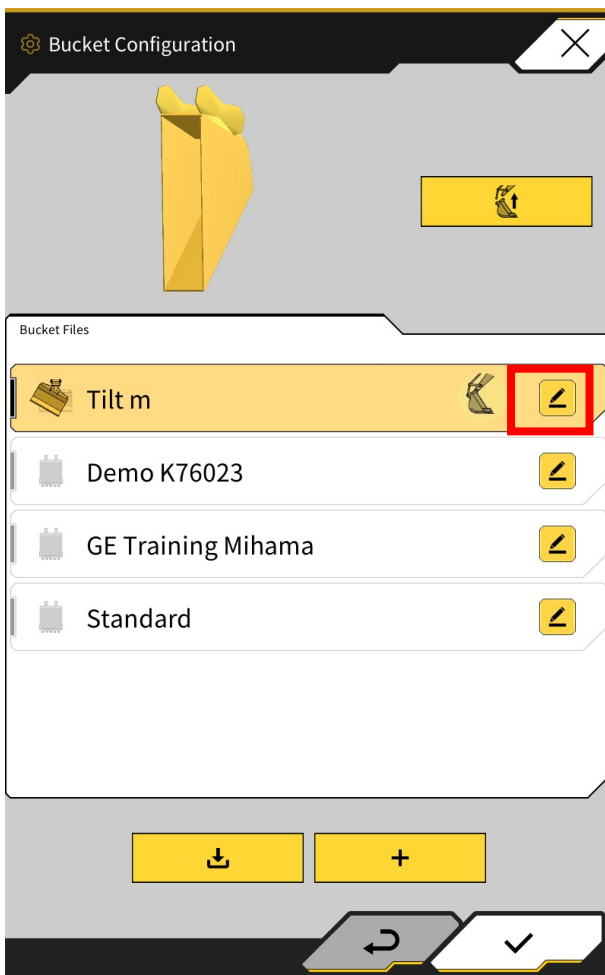 Bucket Configuration
Bucket Files
Tilt m
Demo K76023
GE Training Mihama
Standard